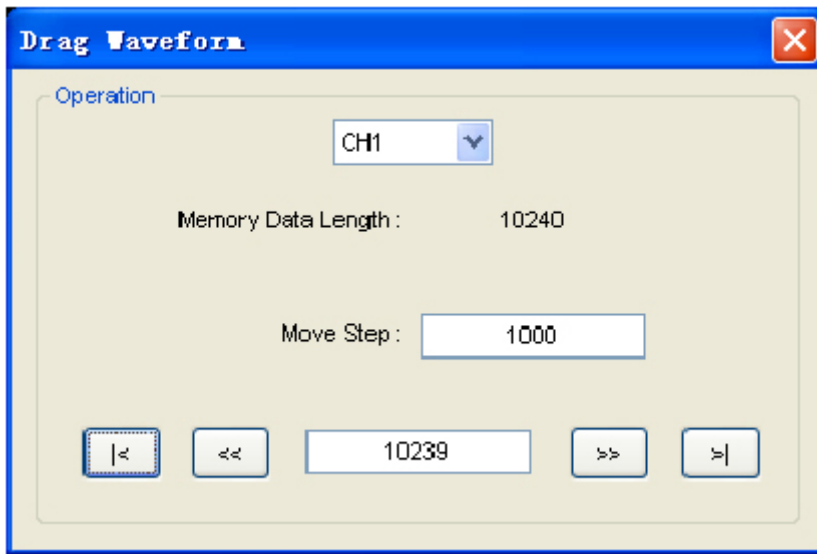 Drag Waveform
Operation
CH1
Memory Data Length : 10240
Move Step : 1000
|< << 10239 >> >|